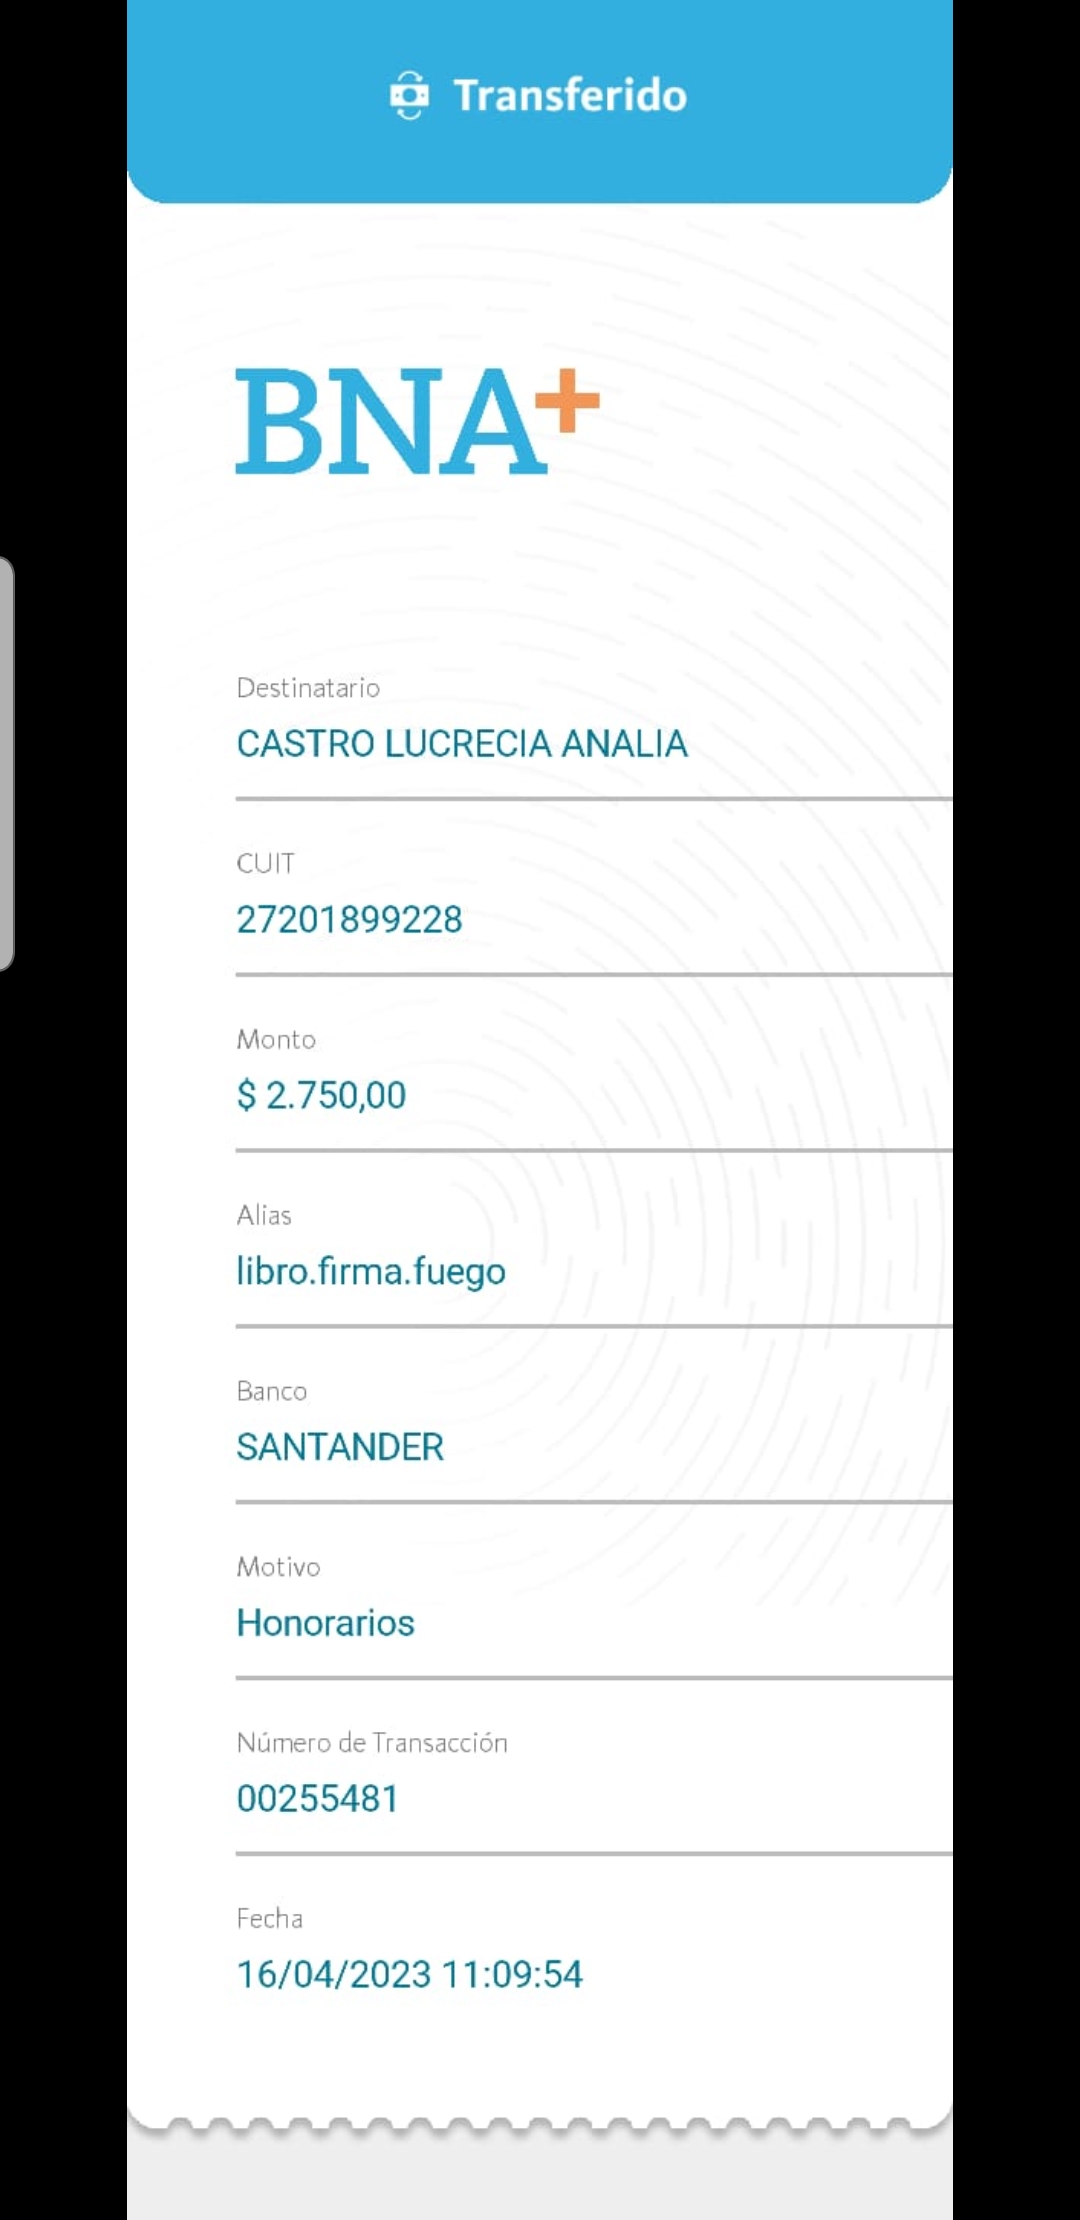 Transferido
BNA+
Destinatario
CASTRO LUCRECIA ANALIA
CUIT
27201899228
Monto
$ 2.750,00
Alias
libro.firma.fuego
Banco
SANTANDER
Motivo
Honorarios
Número de Transacción
00255481
Fecha
16/04/2023 11:09:54